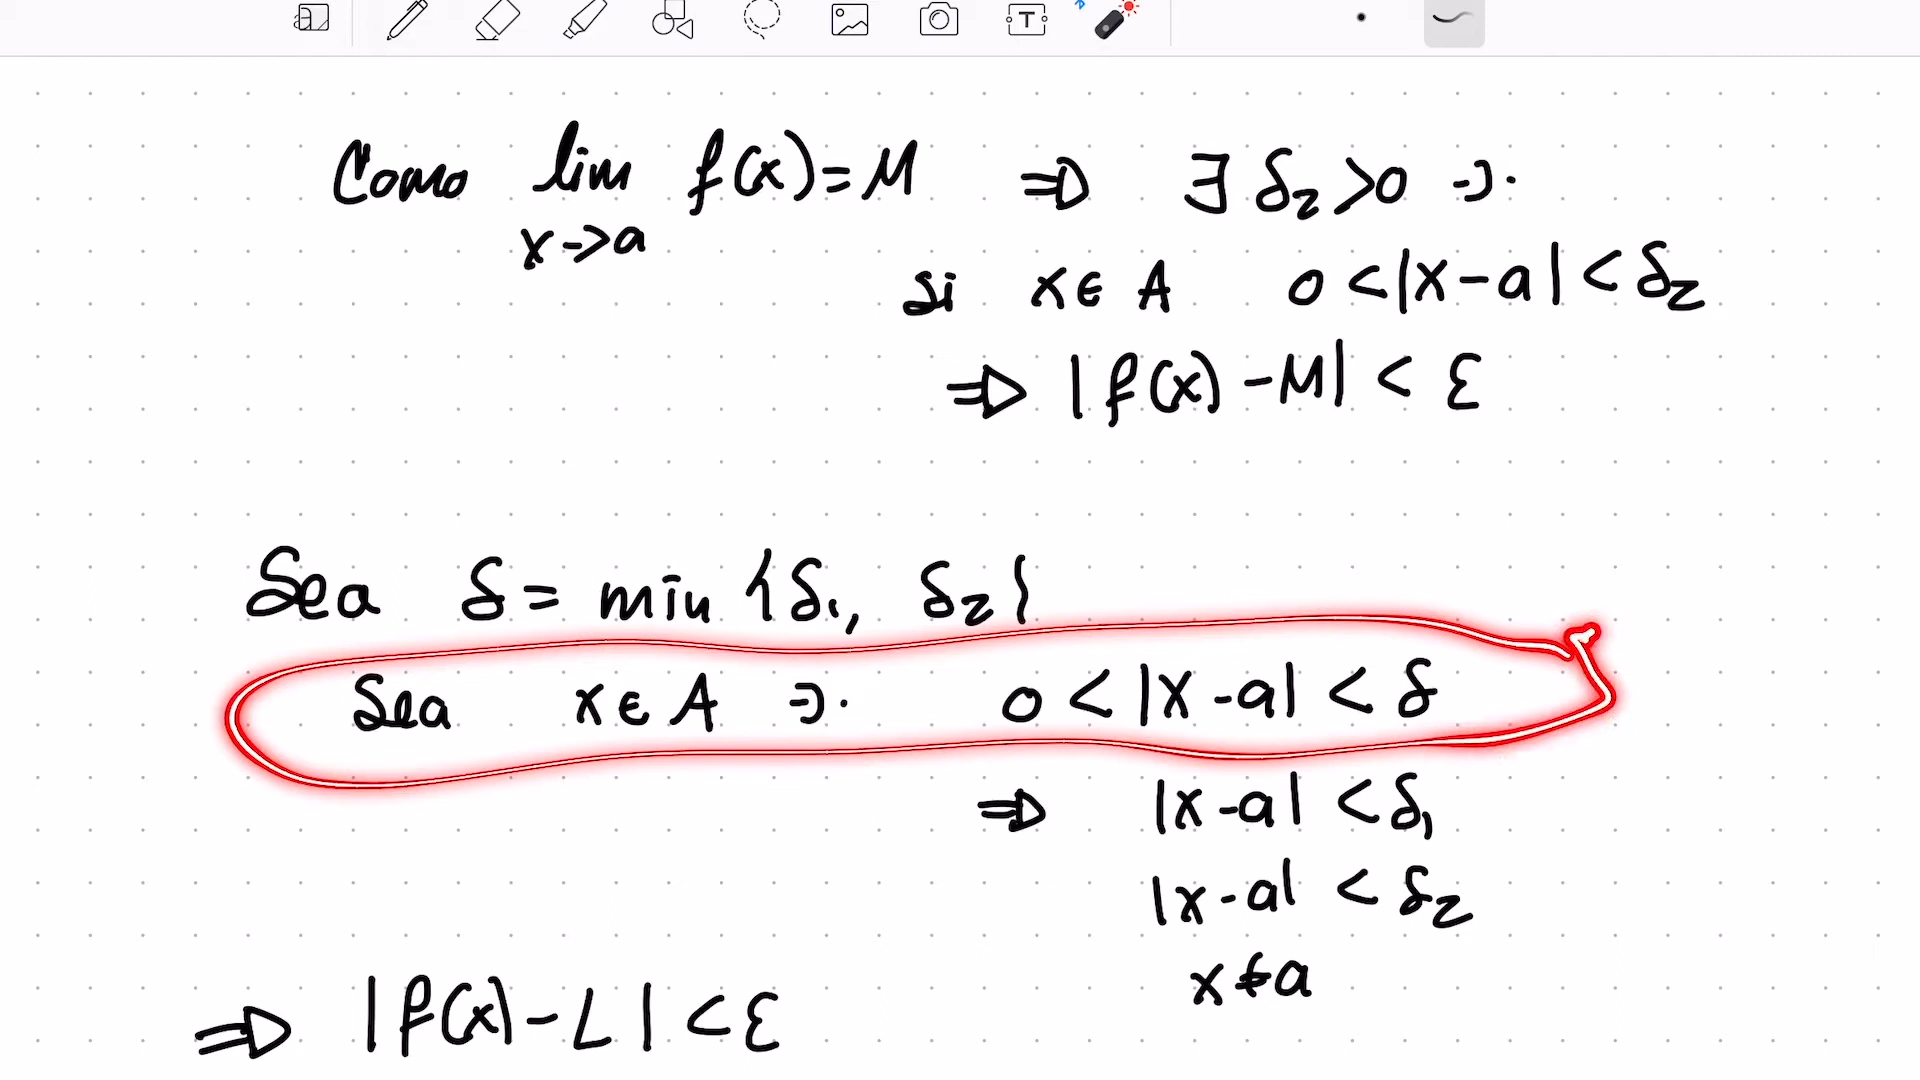 Como lim f(x)=M ⇒ ∃ δ₂>0 ∋·
x->a
si x∈A 0<|x-a|<δ₂
⇒ |f(x)-M|<ε
Sea δ= min {δ₁, δ₂}
Sea x∈A ∋· 0<|x-a|<δ
⇒ |x-a|<δ₁
|x-a|<δ₂
x≠a
⇒ |f(x)-L|<ε